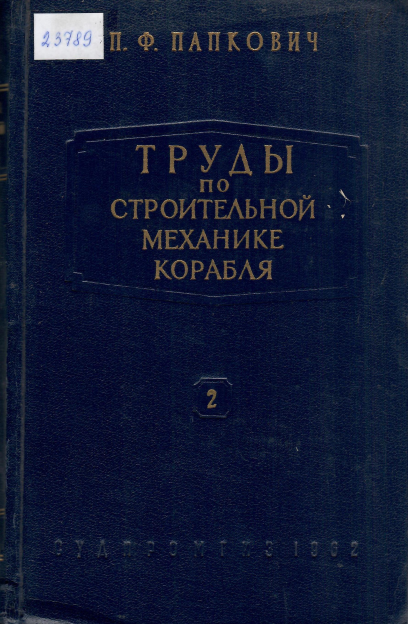 23789
П. Ф. ПАПКОВИЧ
ТРУДЫ
ПО
СТРОИТЕЛЬНОЙ
МЕХАНИКЕ
КОРАБЛЯ
2
СУДПРОМГИЗ 1962